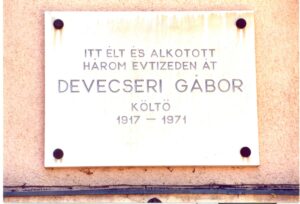 ITT ÉLT ÉS ALKOTOTT
HÁROM ÉVTIZEDEN ÁT
DEVECSERI GÁBOR
KÖLTŐ
1917 — 1971